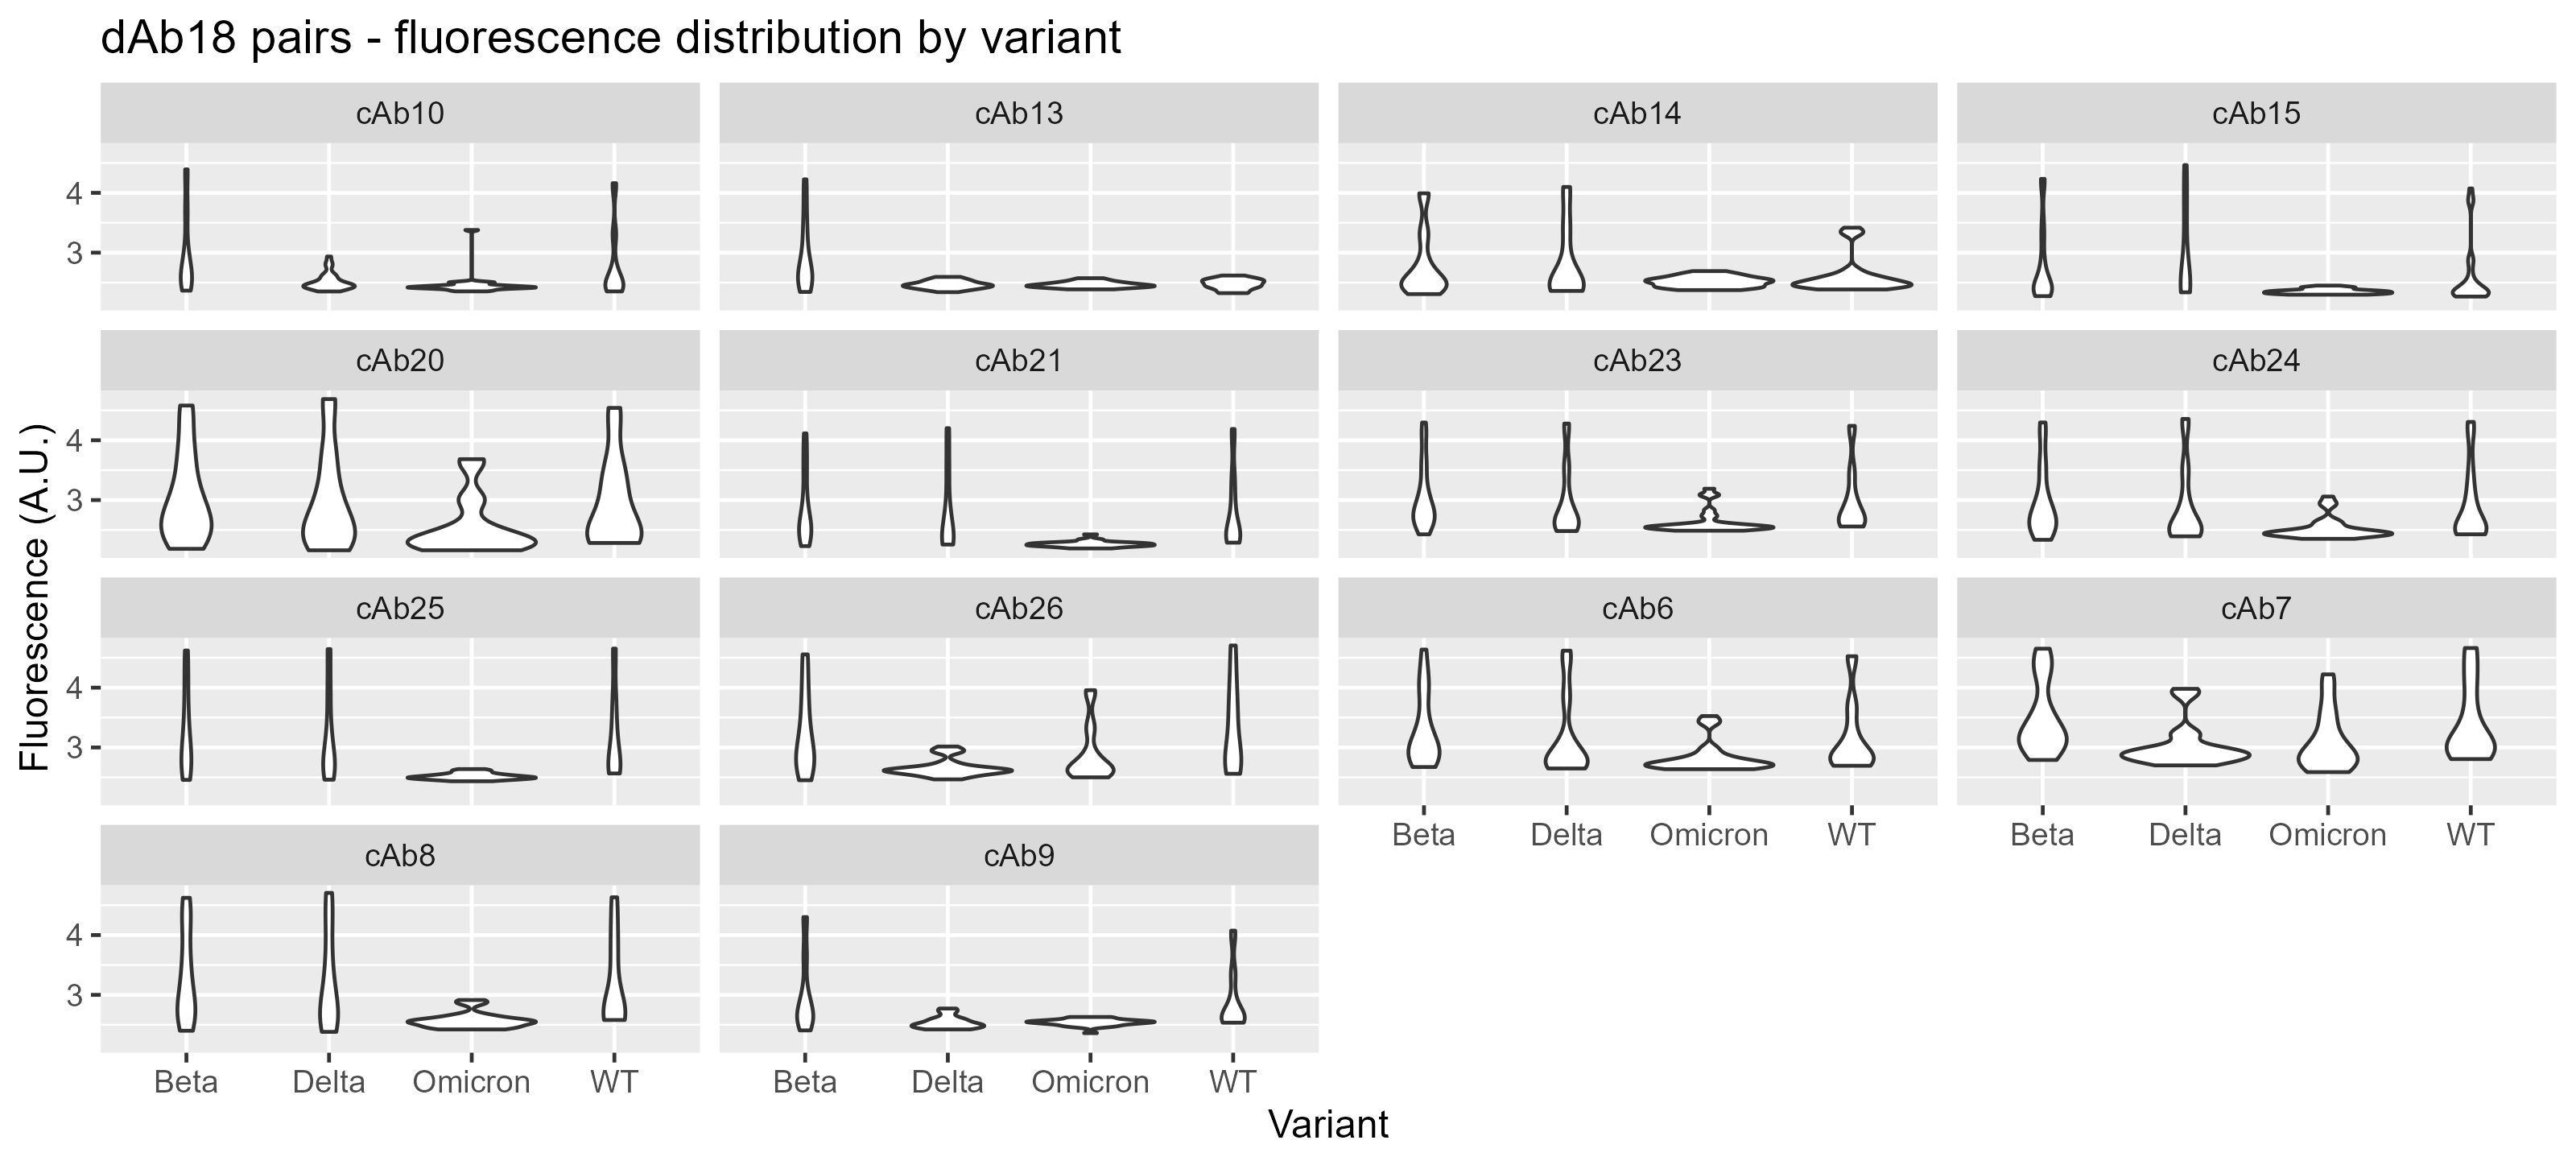 dAb18 pairs - fluorescence distribution by variant
cAb10 cAb13 cAb14 cAb15
4
3
cAb20 cAb21 cAb23 cAb24
4
3
Fluorescence (A.U.)
cAb25 cAb26 cAb6 cAb7
4
3
Beta Delta Omicron WT Beta Delta Omicron WT
cAb8 cAb9
4
3
Beta Delta Omicron WT Beta Delta Omicron WT
Variant